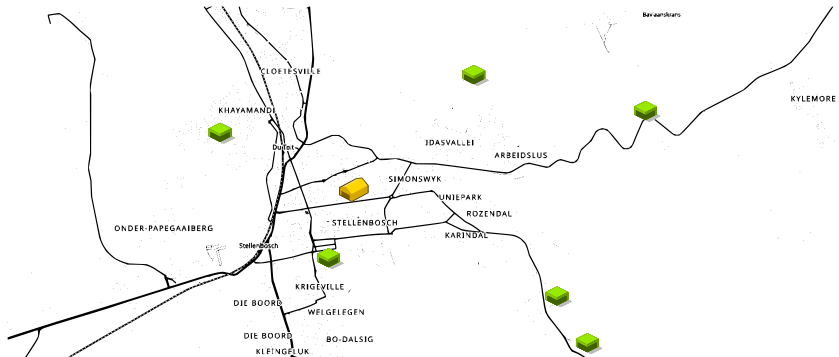 Baviaanskrans
CLOETESVILLE
KYLEMORE
KHAYAMANDI
IDASVALLEI
Du Toit
ARBEIDSLUS
SIMONSWYK
UNIEPARK
ROZENDAL
STELLENBOSCH
ONDER-PAPEGAAIBERG
KARINDAL
Stellenbosch
KRIGEVILLE
DIE BOORD
WELGELEGEN
DIE BOORD
BO-DALSIG
KLEINGELUK